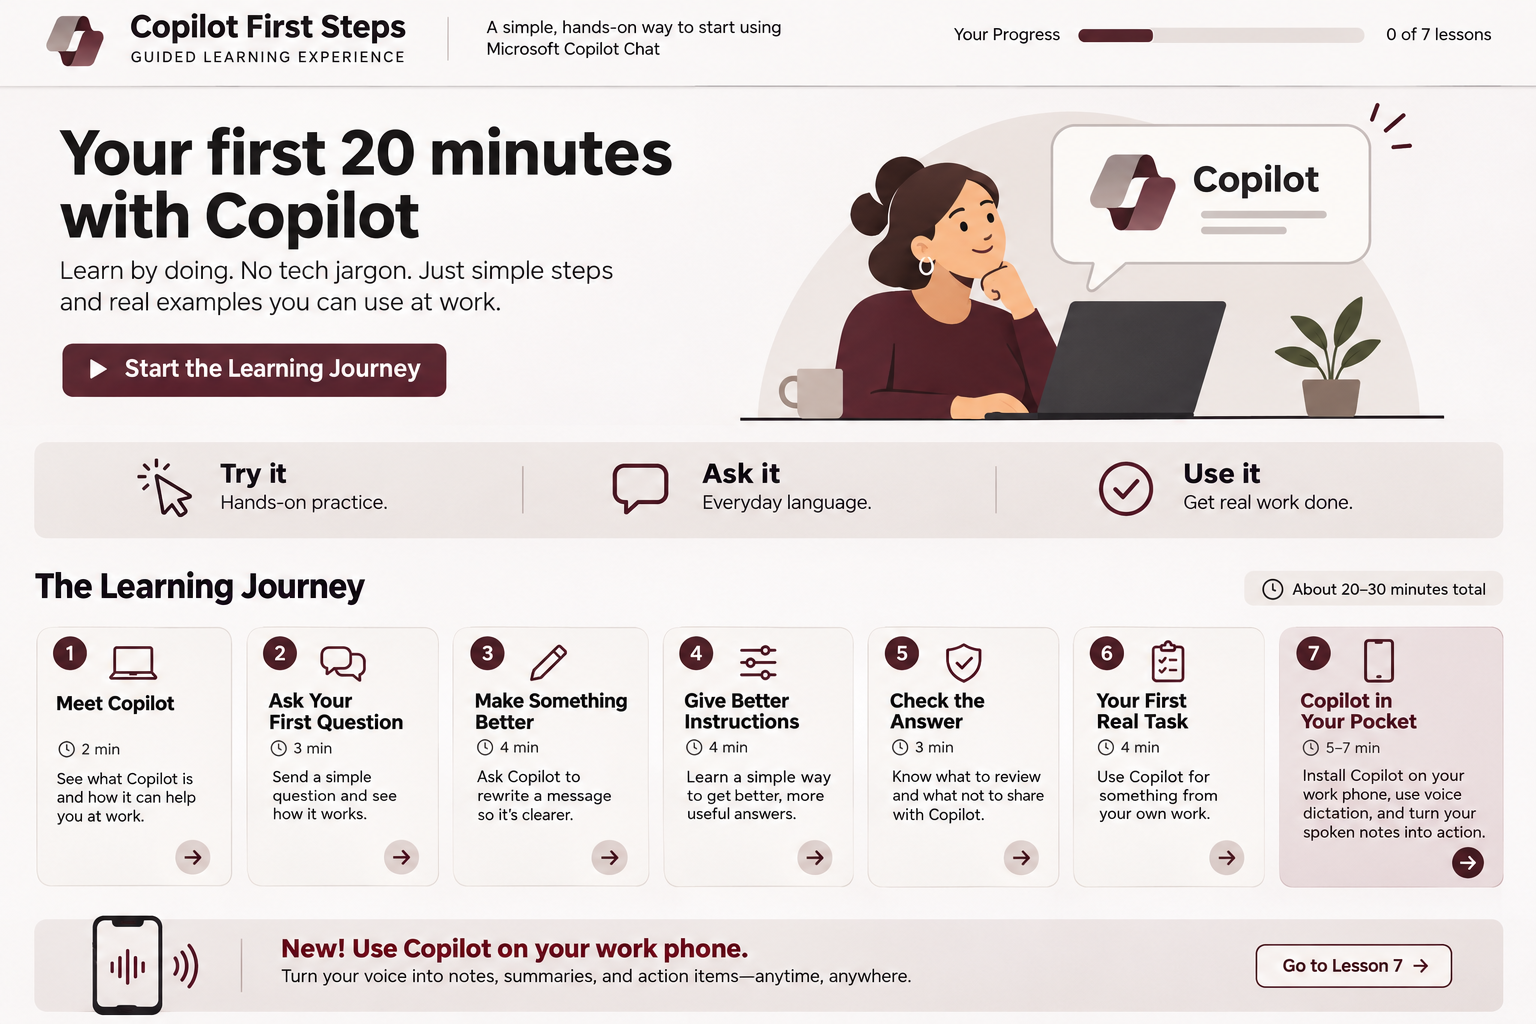 Copilot First Steps
GUIDED LEARNING EXPERIENCE
A simple, hands-on way to start using
Microsoft Copilot Chat
Your Progress
0 of 7 lessons
Your first 20 minutes
with Copilot
Learn by doing. No tech jargon. Just simple steps
and real examples you can use at work.
Start the Learning Journey
Copilot
Try it
Hands-on practice.
Ask it
Everyday language.
Use it
Get real work done.
The Learning Journey
About 20–30 minutes total
1
Meet Copilot
2 min
See what Copilot is
and how it can help
you at work.
2
Ask Your
First Question
3 min
Send a simple
question and see
how it works.
3
Make Something
Better
4 min
Ask Copilot to
rewrite a message
so it's clearer.
4
Give Better
Instructions
4 min
Learn a simple way
to get better, more
useful answers.
5
Check the
Answer
3 min
Know what to review
and what not to share
with Copilot.
6
Your First
Real Task
4 min
Use Copilot for
something from
your own work.
7
Copilot in
Your Pocket
5–7 min
Install Copilot on your
work phone, use voice
dictation, and turn your
spoken notes into action.
New! Use Copilot on your work phone.
Turn your voice into notes, summaries, and action items—anytime, anywhere.
Go to Lesson 7 →